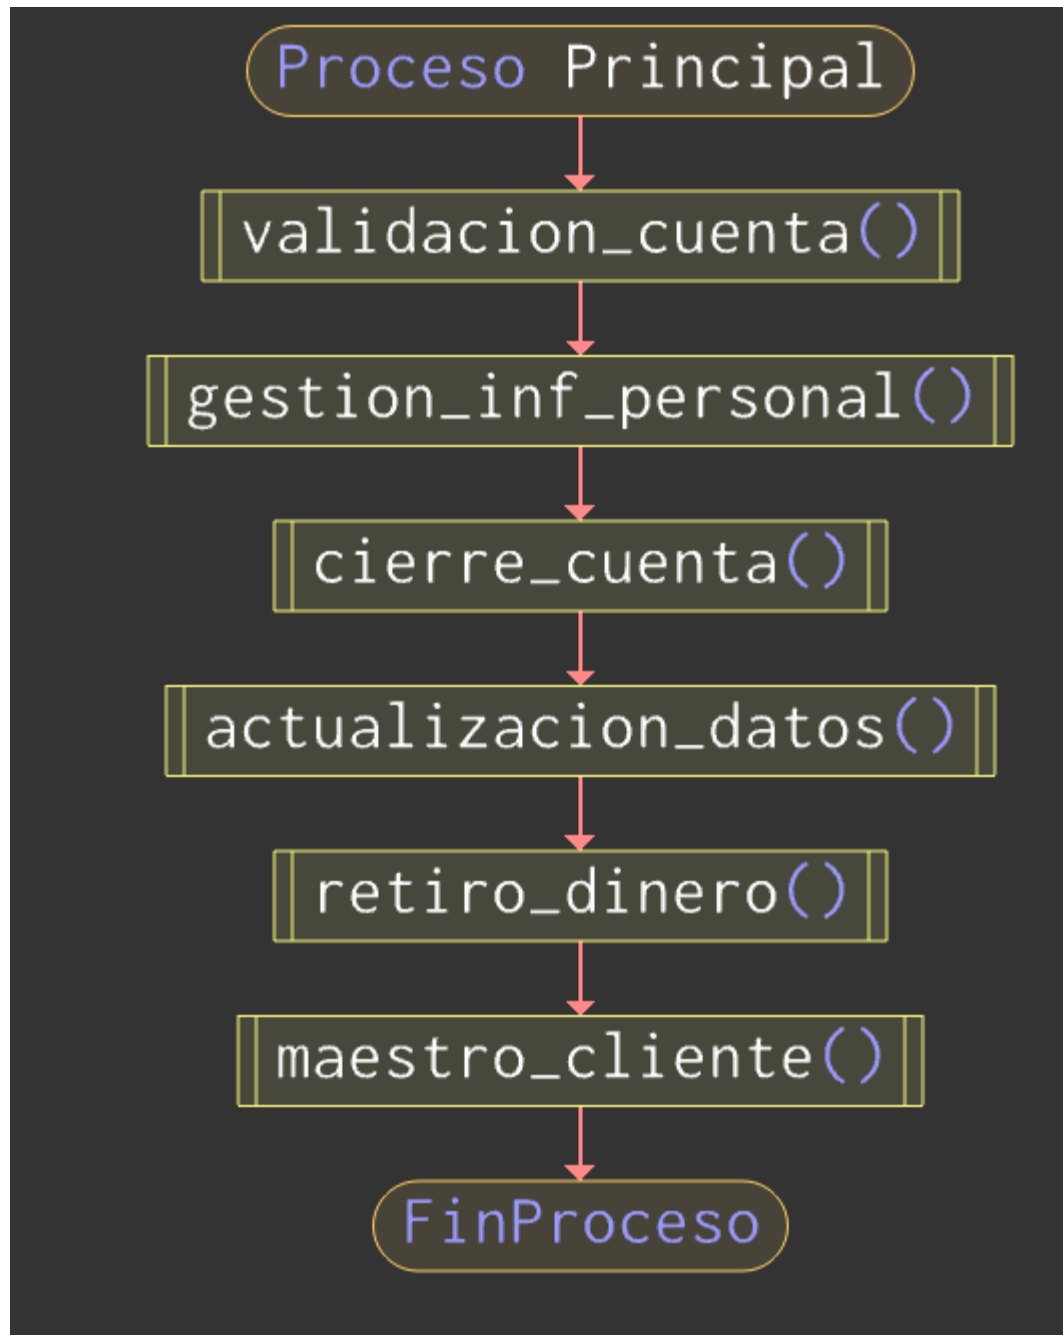 Proceso Principal
validacion_cuenta()
gestion_inf_personal()
cierre_cuenta()
actualizacion_datos()
retiro_dinero()
maestro_cliente()
FinProceso